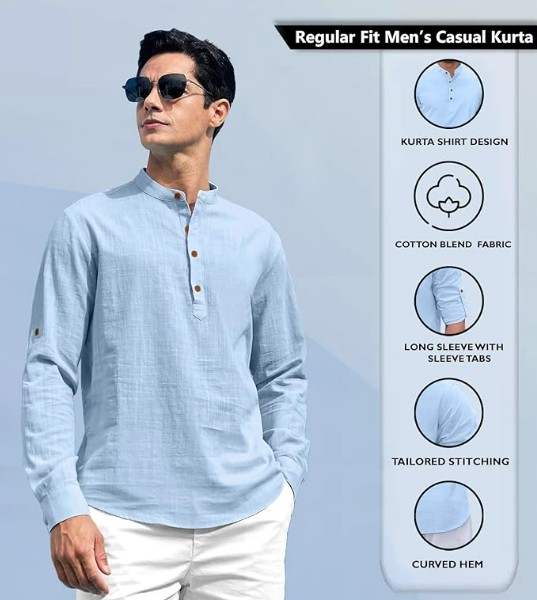 Regular Fit Men's Casual Kurta
KURTA SHIRT DESIGN
COTTON BLEND FABRIC
LONG SLEEVE WITH
SLEEVE TABS
TAILORED STITCHING
CURVED HEM